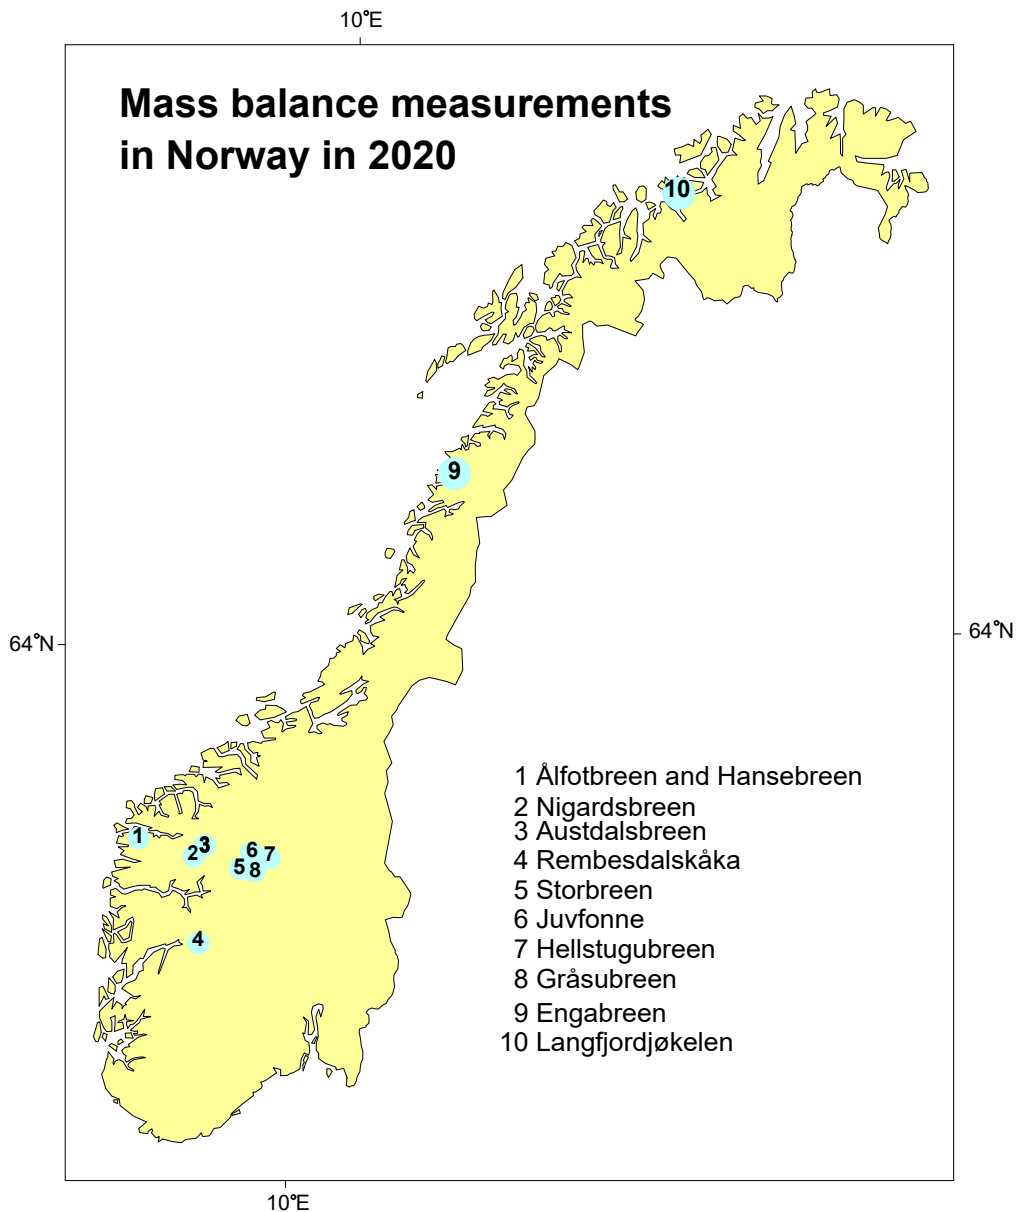 10°E
Mass balance measurements
in Norway in 2020
10
9
64°N
64°N
1 Ålfotbreen and Hansebreen
2 Nigardsbreen
3 Austdalsbreen
4 Rembesdalskåka
5 Storbreen
6 Juvfonne
7 Hellstugubreen
8 Gråsubreen
9 Engabreen
10 Langfjordjøkelen
1
2
3
6
7
5
8
4
10°E